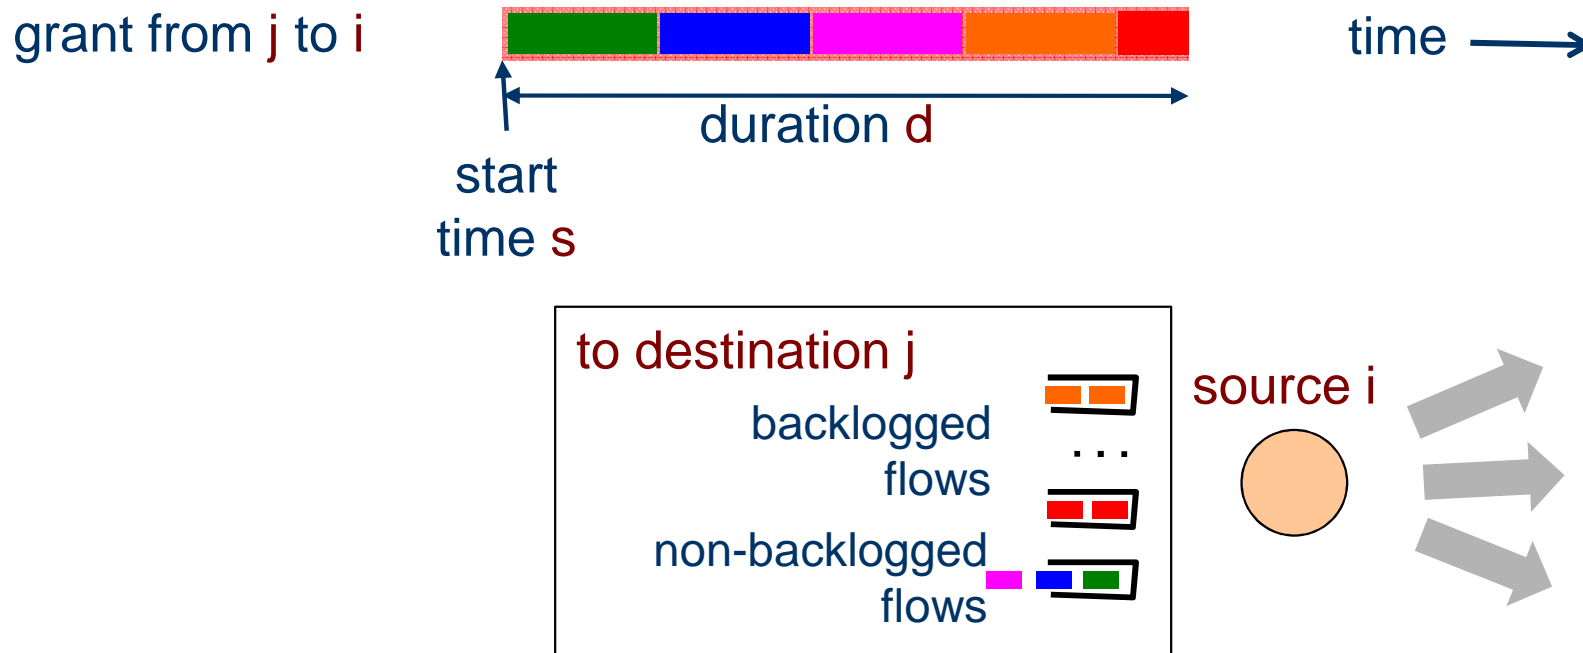 grant from j to i
time
duration d
start
time s
to destination j
source i
backlogged
flows
. . .
non-backlogged
flows